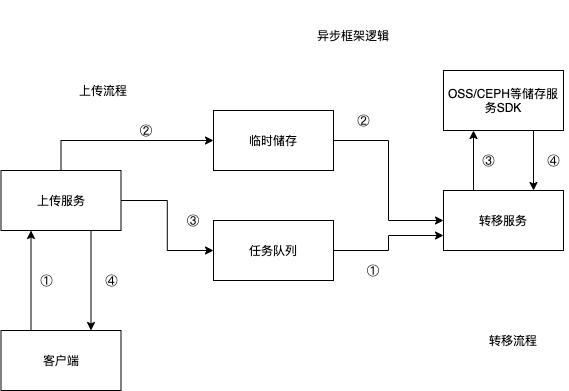 异步框架逻辑
上传流程
OSS/CEPH等储存服
务SDK
②
临时储存
②
③
④
上传服务
③
转移服务
任务队列
①
①
④
转移流程
客户端